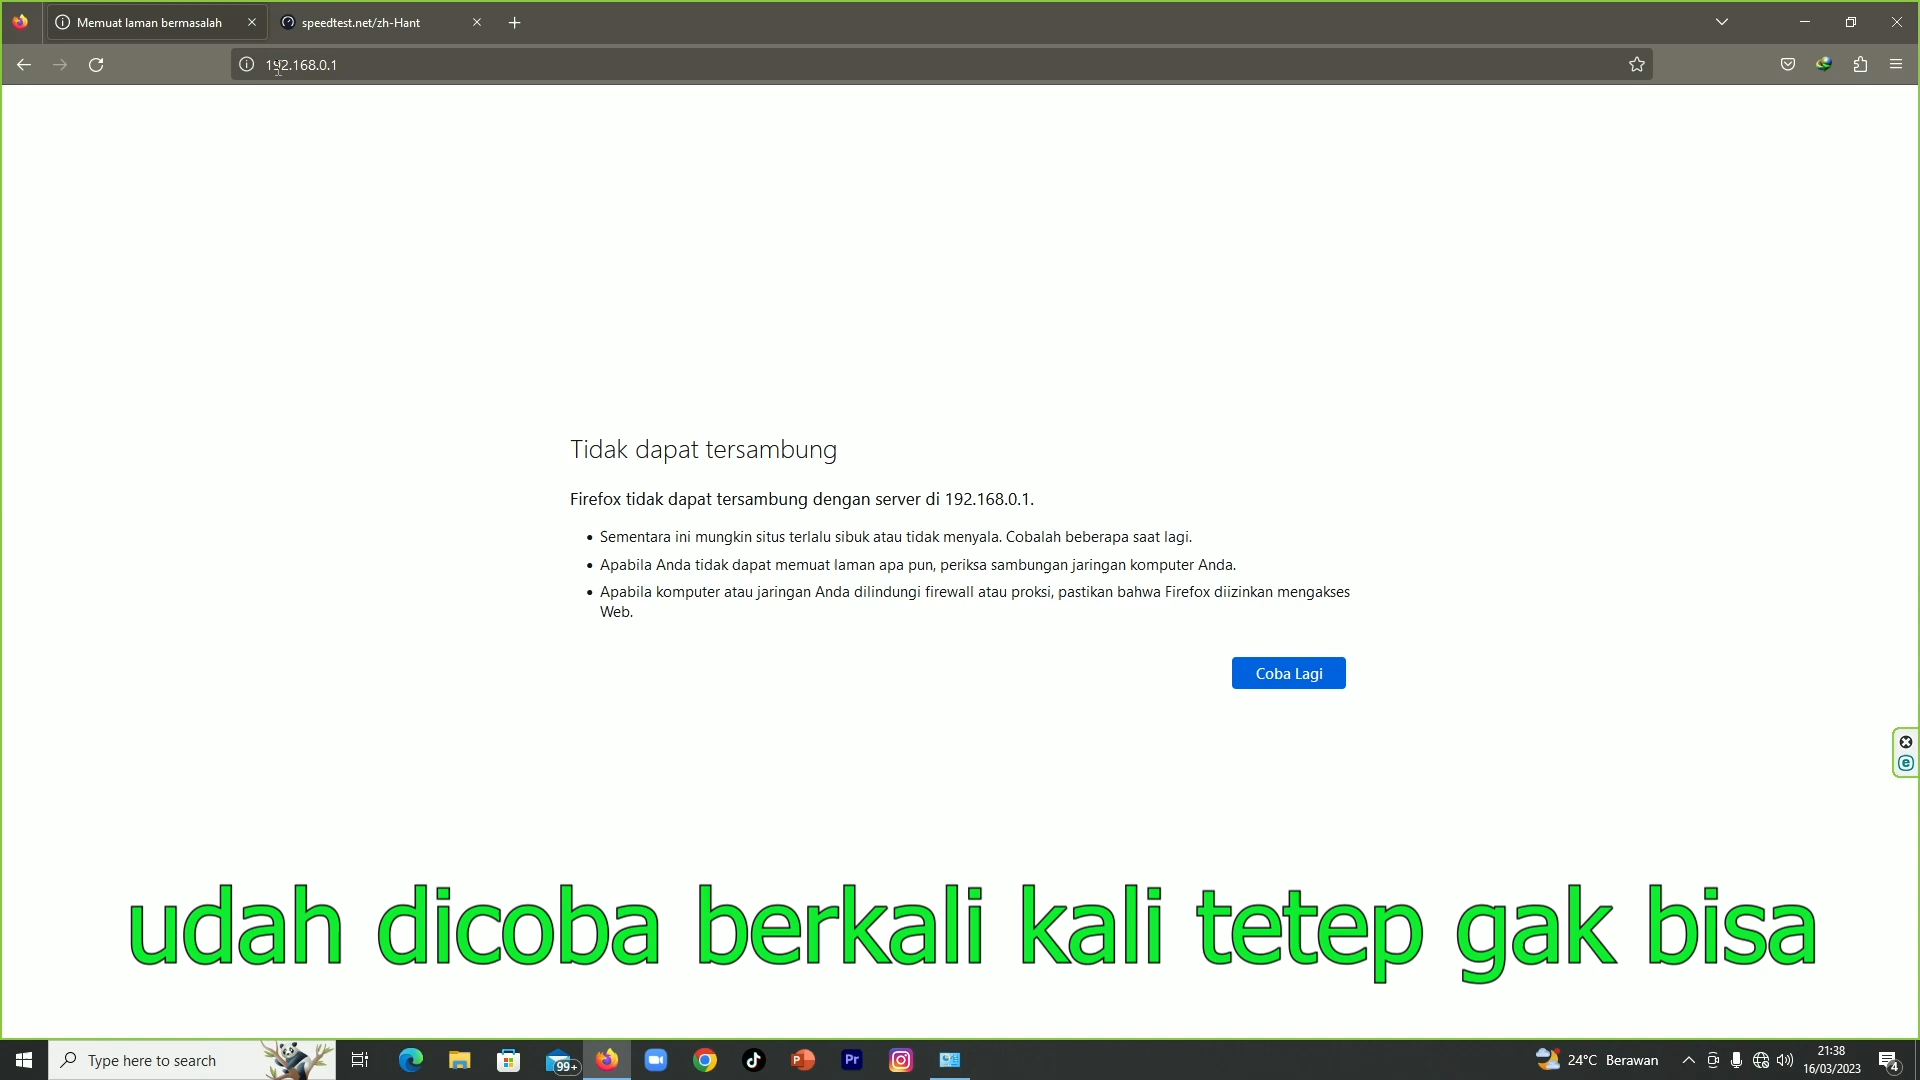 Memuat laman bermasalah
speedtest.net/zh-Hant
192.168.0.1
Tidak dapat tersambung
Firefox tidak dapat tersambung dengan server di 192.168.0.1.
Sementara ini mungkin situs terlalu sibuk atau tidak menyala. Cobalah beberapa saat lagi.
Apabila Anda tidak dapat memuat laman apa pun, periksa sambungan jaringan komputer Anda.
Apabila komputer atau jaringan Anda dilindungi firewall atau proksi, pastikan bahwa Firefox diizinkan mengakses
Web.
Coba Lagi
udah dicoba berkali kali tetep gak bisa
Type here to search
99+
Pr
24°C Berawan
21:38
16/03/2023
4